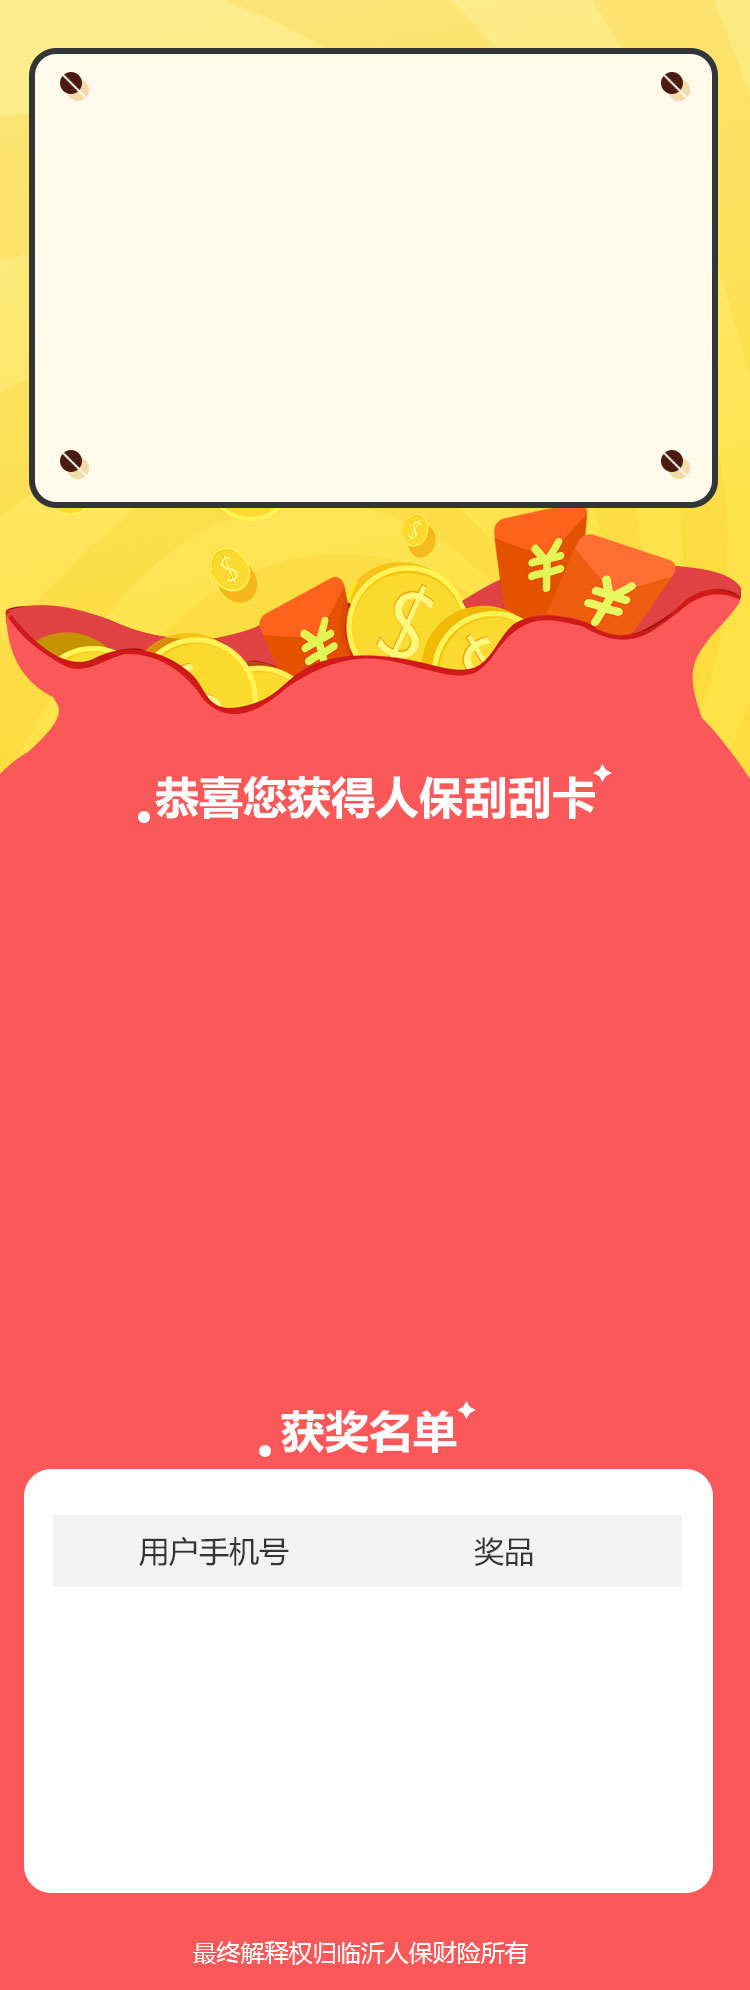 恭喜您获得人保刮刮卡
获奖名单
用户手机号 奖品
最终解释权归临沂人保财险所有